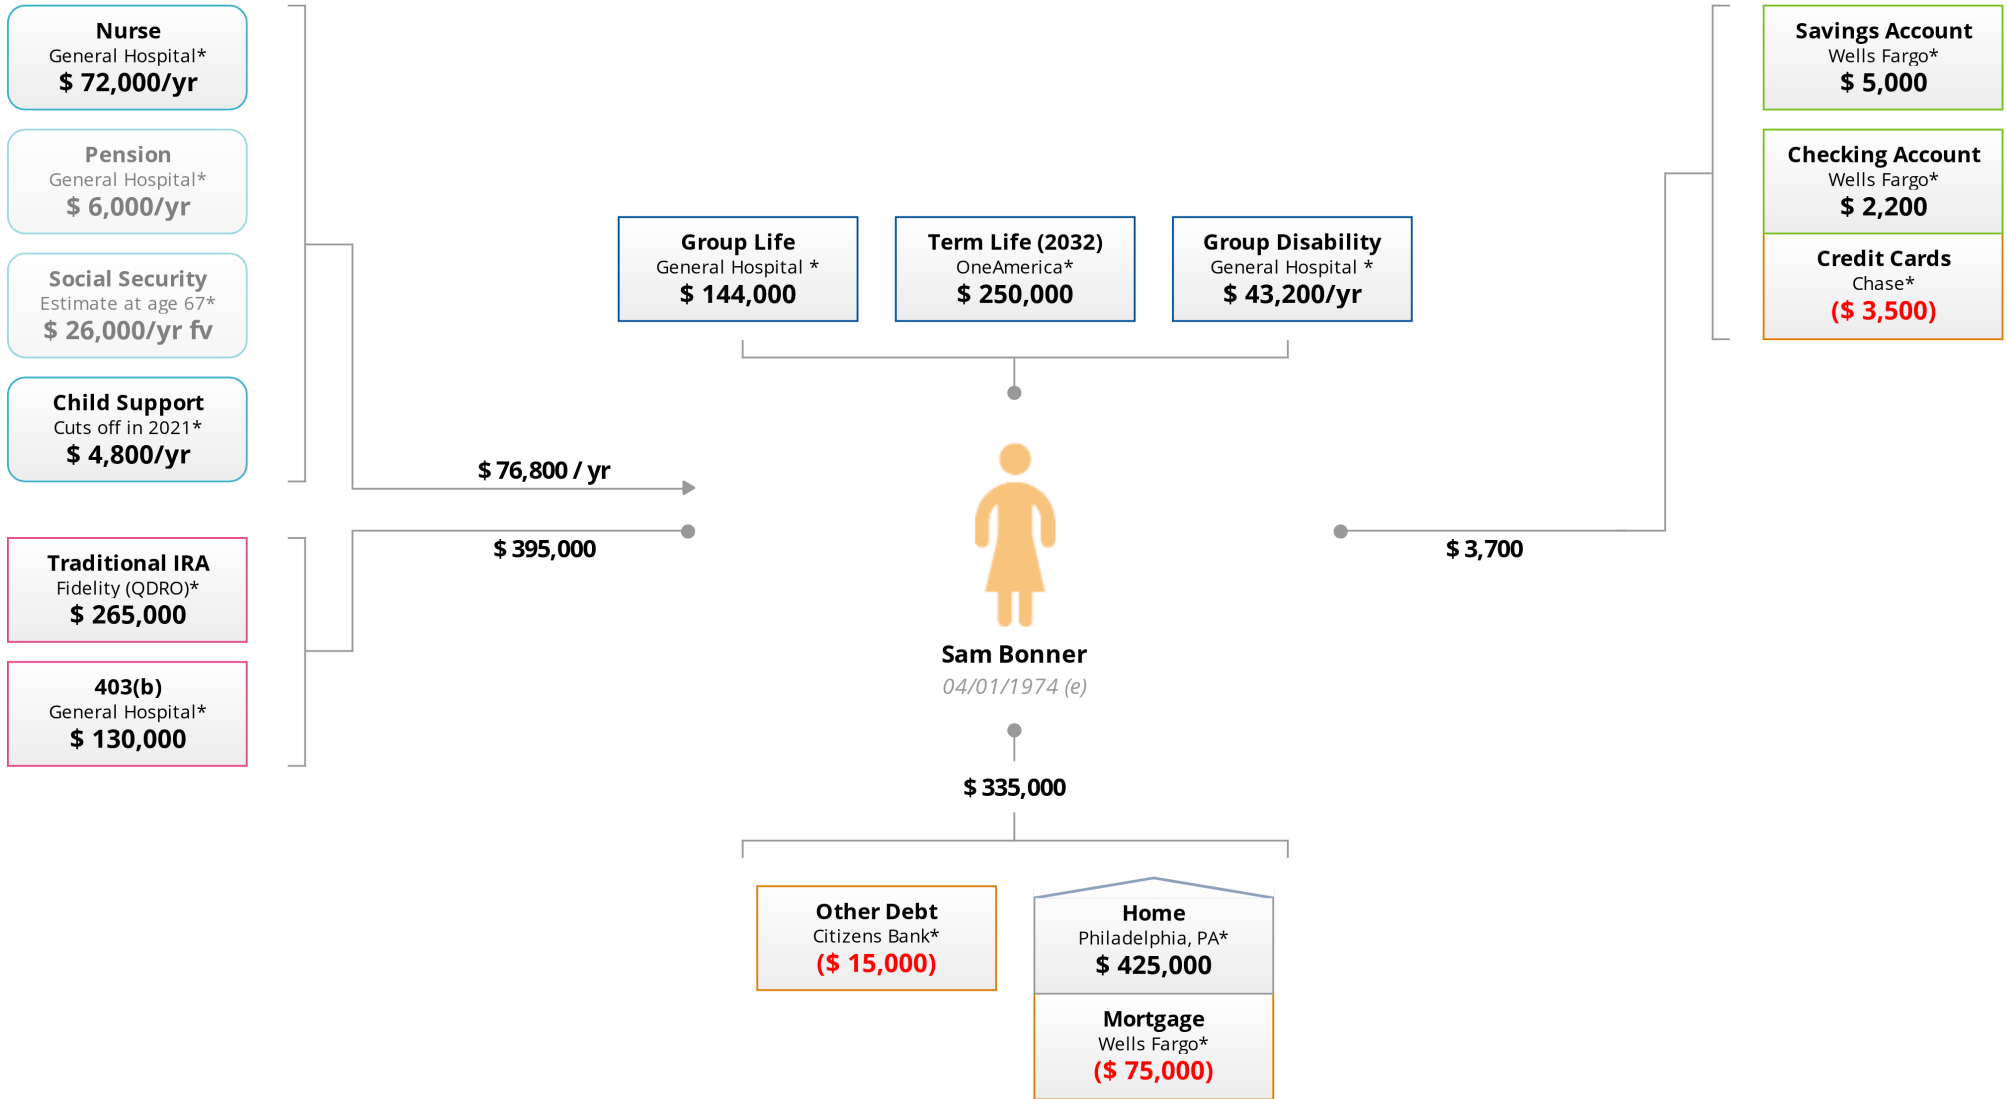 Nurse
General Hospital*
$ 72,000/yr
Pension
General Hospital*
$ 6,000/yr
Social Security
Estimate at age 67*
$ 26,000/yr fv
Child Support
Cuts off in 2021*
$ 4,800/yr
$ 76,800 / yr
$ 395,000
Traditional IRA
Fidelity (QDRO)*
$ 265,000
403(b)
General Hospital*
$ 130,000
Group Life
General Hospital *
$ 144,000
Term Life (2032)
OneAmerica*
$ 250,000
Group Disability
General Hospital *
$ 43,200/yr
Sam Bonner
04/01/1974 (e)
$ 335,000
Other Debt
Citizens Bank*
($ 15,000)
Home
Philadelphia, PA*
$ 425,000
Mortgage
Wells Fargo*
($ 75,000)
Savings Account
Wells Fargo*
$ 5,000
Checking Account
Wells Fargo*
$ 2,200
Credit Cards
Chase*
($ 3,500)
$ 3,700